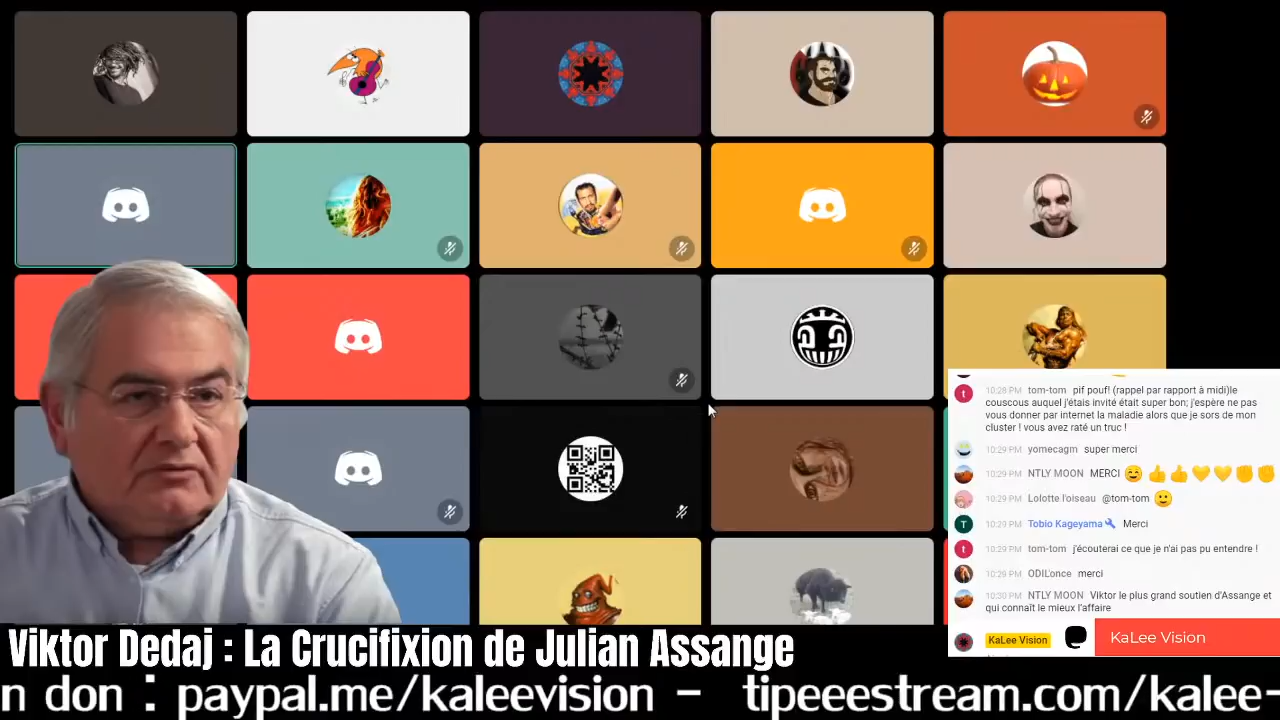 10:28 PM tom-tom pif pouf! (rappel par rapport à midi)le
couscous auquel j'étais invité était super bon; j'espère ne pas
vous donner par internet la maladie alors que je sors de mon
cluster ! vous avez raté un truc !
10:29 PM yomecagm super merci
10:29 PM NTLY MOON MERCI 😊 👍 👍 💛 💛 ✊ ✊
10:29 PM Lolotte l'oiseau @tom-tom 🙂
T 10:29 PM Tobio Kageyama Merci
t 10:29 PM tom-tom j'écouterai ce que je n'ai pas pu entendre !
10:29 PM ODIL'once merci
10:30 PM NTLY MOON Viktor le plus grand soutien d'Assange et
qui connaît le mieux l'affaire
KaLee Vision
KaLee Vision
Viktor Dedaj : La Crucifixion de Julian Assange
n don : paypal.me/kaleevision - tipeeestream.com/kalee-